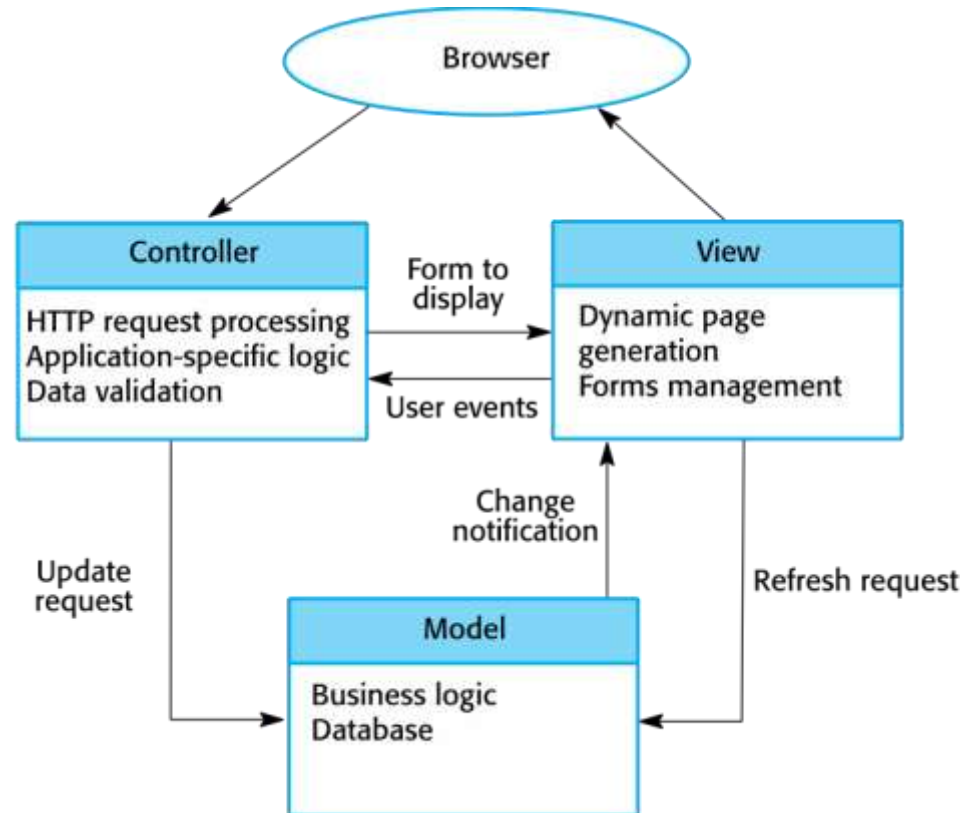 Browser
Controller
HTTP request processing
Application-specific logic
Data validation
Form to
display
User events
View
Dynamic page
generation
Forms management
Update
request
Change
notification
Refresh request
Model
Business logic
Database